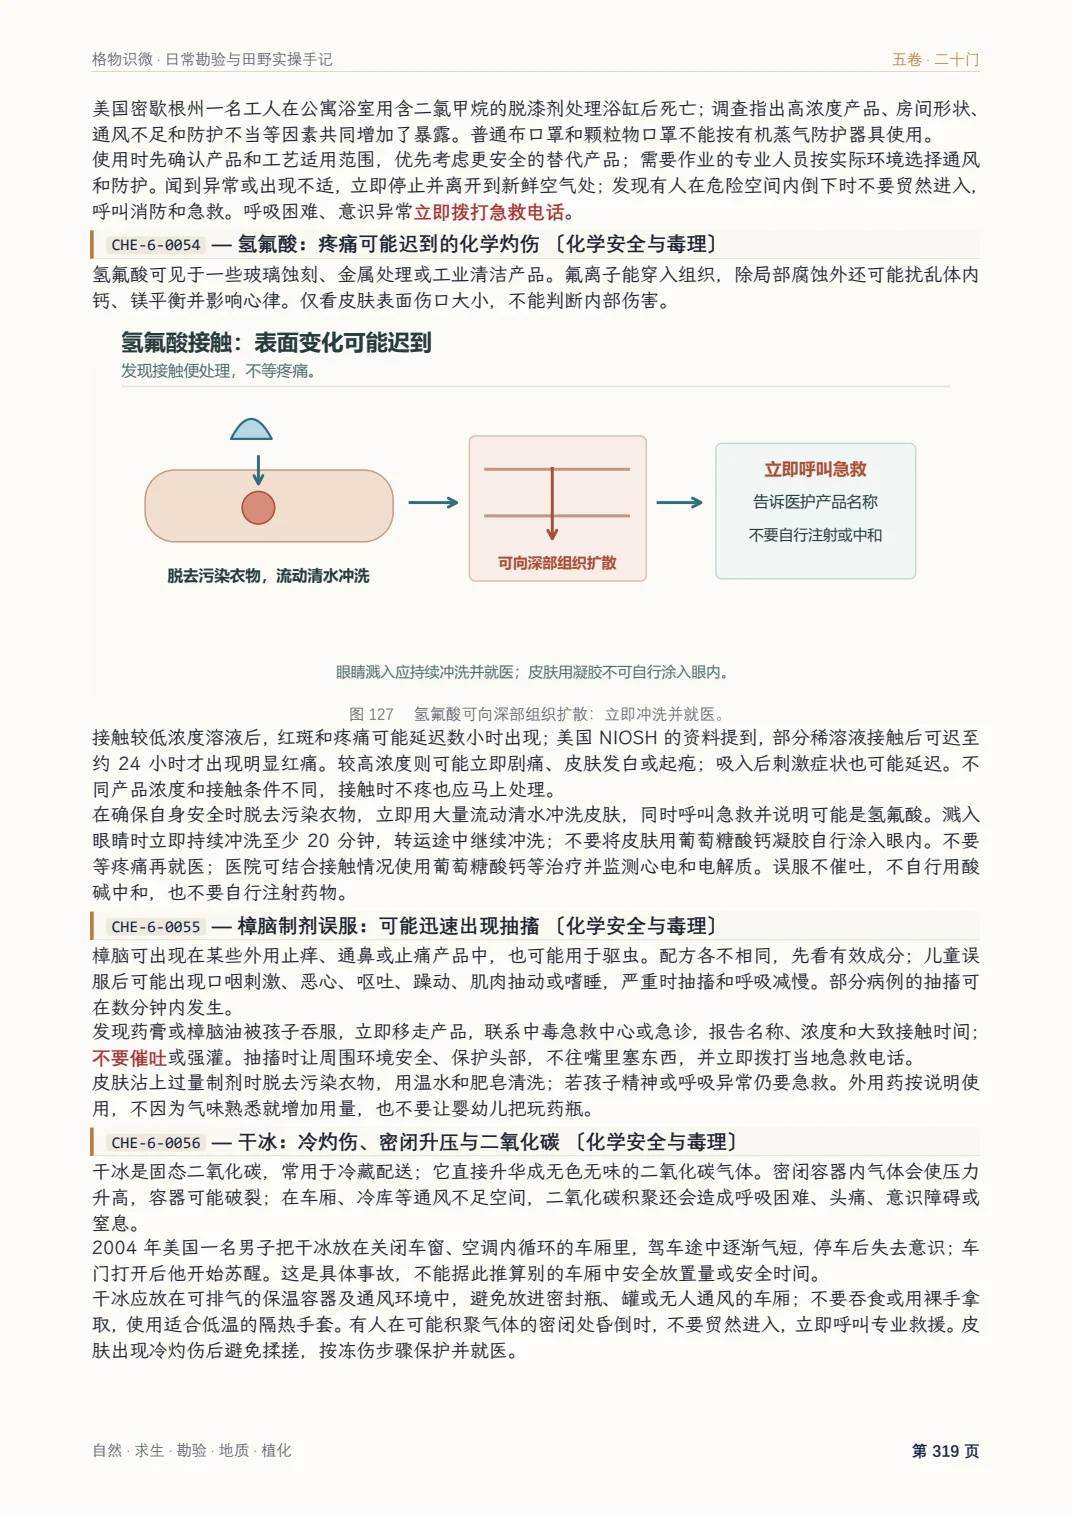 格物识微 · 日常勘验与田野实操手记
五卷 · 二十门
美国密歇根州一名工人在公寓浴室用含二氯甲烷的脱漆剂处理浴缸后死亡；调查指出高浓度产品、房间形状、
通风不足和防护不当等因素共同增加了暴露。普通布口罩和颗粒物口罩不能按有机蒸气防护器具使用。
使用时先确认产品和工艺适用范围，优先考虑更安全的替代产品；需要作业的专业人员按实际环境选择通风
和防护。闻到异常或出现不适，立即停止并离开到新鲜空气处；发现有人在危险空间内倒下时不要贸然进入，
呼叫消防和急救。呼吸困难、意识异常立即拨打急救电话。
CHE-6-0054 — 氢氟酸：疼痛可能迟到的化学灼伤 〔化学安全与毒理〕
氢氟酸可见于一些玻璃蚀刻、金属处理或工业清洁产品。氟离子能穿入组织，除局部腐蚀外还可能扰乱体内
钙、镁平衡并影响心律。仅看皮肤表面伤口大小，不能判断内部伤害。
氢氟酸接触：表面变化可能迟到
发现接触便处理，不等疼痛。
脱去污染衣物，流动清水冲洗
可向深部组织扩散
立即呼叫急救
告诉医护产品名称
不要自行注射或中和
眼睛溅入应持续冲洗并就医；皮肤用凝胶不可自行涂入眼内。
图 127 氢氟酸可向深部组织扩散：立即冲洗并就医。
接触较低浓度溶液后，红斑和疼痛可能延迟数小时出现；美国 NIOSH 的资料提到，部分稀溶液接触后可迟至
约 24 小时才出现明显红痛。较高浓度则可能立即剧痛、皮肤发白或起疱；吸入后刺激症状也可能延迟。不
同产品浓度和接触条件不同，接触时不疼也应马上处理。
在确保自身安全时脱去污染衣物，立即用大量流动清水冲洗皮肤，同时呼叫急救并说明可能是氢氟酸。溅入
眼睛时立即持续冲洗至少 20 分钟，转运途中继续冲洗；不要将皮肤用葡萄糖酸钙凝胶自行涂入眼内。不要
等疼痛再就医；医院可结合接触情况使用葡萄糖酸钙等治疗并监测心电和电解质。误服不催吐，不自行用酸
碱中和，也不要自行注射药物。
CHE-6-0055 — 樟脑制剂误服：可能迅速出现抽搐 〔化学安全与毒理〕
樟脑可出现在某些外用止痒、通鼻或止痛产品中，也可能用于驱虫。配方各不相同，先看有效成分；儿童误
服后可能出现口咽刺激、恶心、呕吐、躁动、肌肉抽动或嗜睡，严重时抽搐和呼吸减慢。部分病例的抽搐可
在数分钟内发生。
发现药膏或樟脑油被孩子吞服，立即移走产品，联系中毒急救中心或急诊，报告名称、浓度和大致接触时间；
不要催吐或强灌。抽搐时让周围环境安全、保护头部，不往嘴里塞东西，并立即拨打当地急救电话。
皮肤沾上过量制剂时脱去污染衣物，用温水和肥皂清洗；若孩子精神或呼吸异常仍要急救。外用药按说明使
用，不因为气味熟悉就增加用量，也不要让婴幼儿把玩药瓶。
CHE-6-0056 — 干冰：冷灼伤、密闭升压与二氧化碳 〔化学安全与毒理〕
干冰是固态二氧化碳，常用于冷藏配送；它直接升华成无色无味的二氧化碳气体。密闭容器内气体会使压力
升高，容器可能破裂；在车厢、冷库等通风不足空间，二氧化碳积聚还会造成呼吸困难、头痛、意识障碍或
窒息。
2004 年美国一名男子把干冰放在关闭车窗、空调内循环的车厢里，驾车途中逐渐气短，停车后失去意识；车
门打开后他开始苏醒。这是具体事故，不能据此推算别的车厢中安全放置量或安全时间。
干冰应放在可排气的保温容器及通风环境中，避免放进密封瓶、罐或无人通风的车厢；不要吞食或用裸手拿
取，使用适合低温的隔热手套。有人在可能积聚气体的密闭处昏倒时，不要贸然进入，立即呼叫专业救援。皮
肤出现冷灼伤后避免揉搓，按冻伤步骤保护并就医。
自然 · 求生 · 勘验 · 地质 · 植化
第 319 页